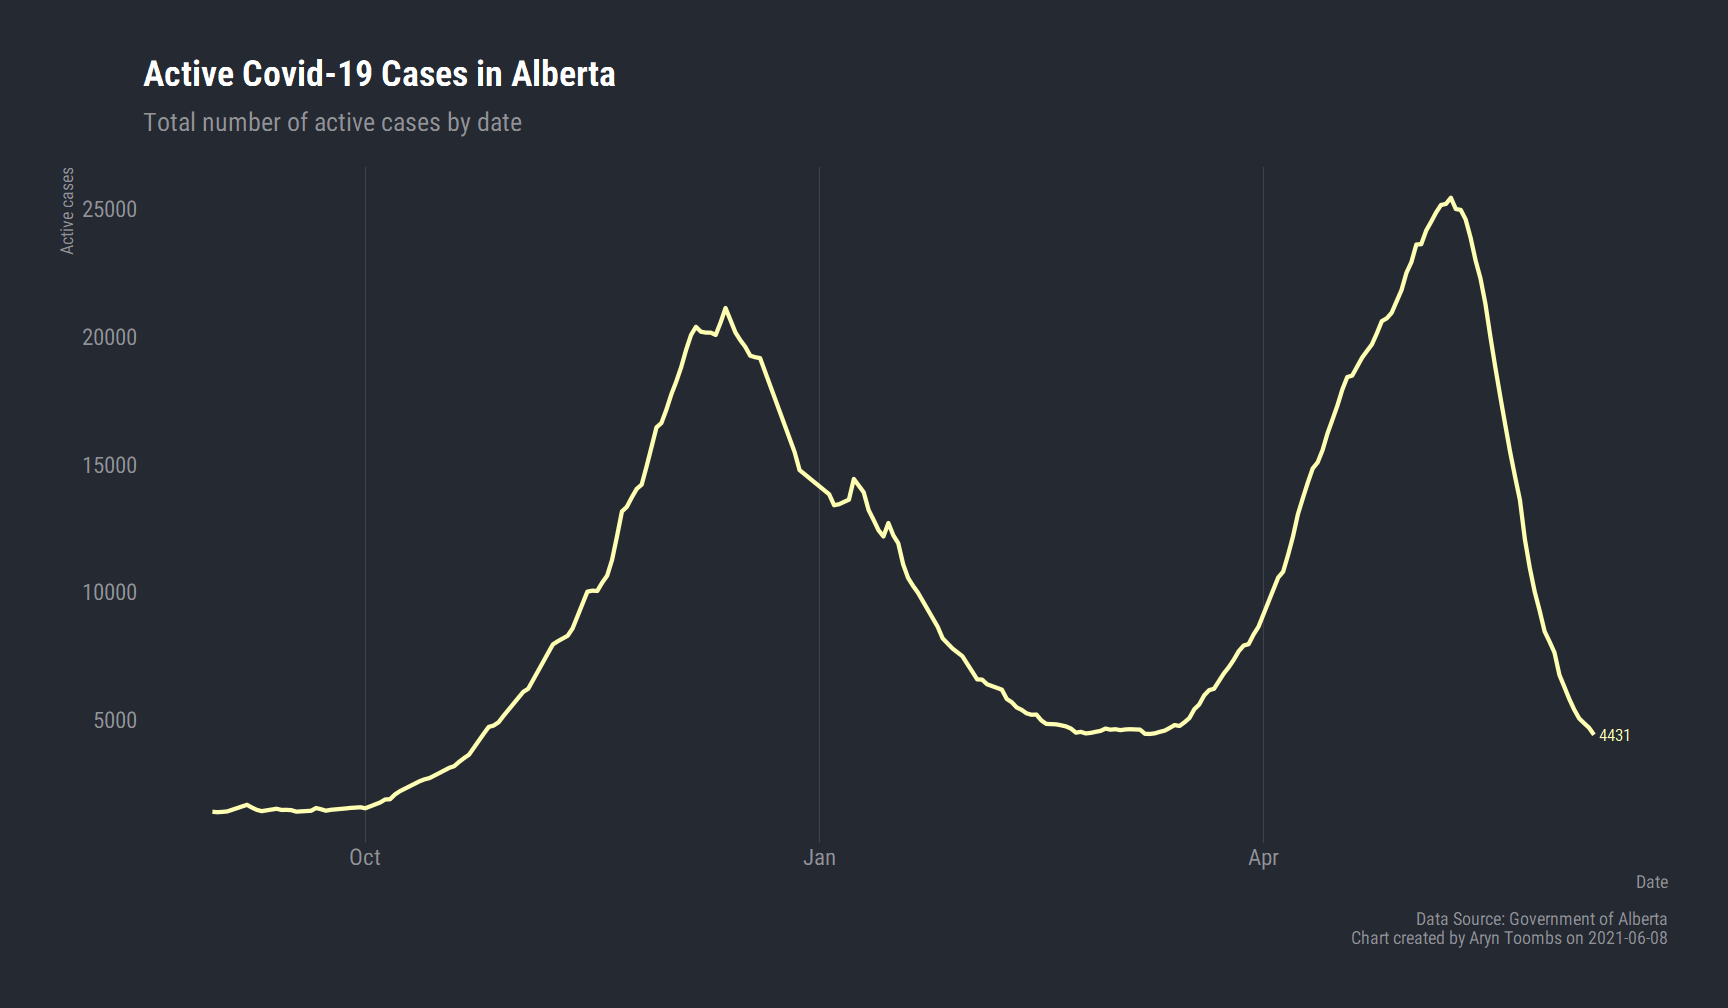 Active Covid-19 Cases in Alberta
Total number of active cases by date
Active cases
25000
20000
15000
10000
5000
4431
Oct
Jan
Apr
Date
Data Source: Government of Alberta
Chart created by Aryn Toombs on 2021-06-08